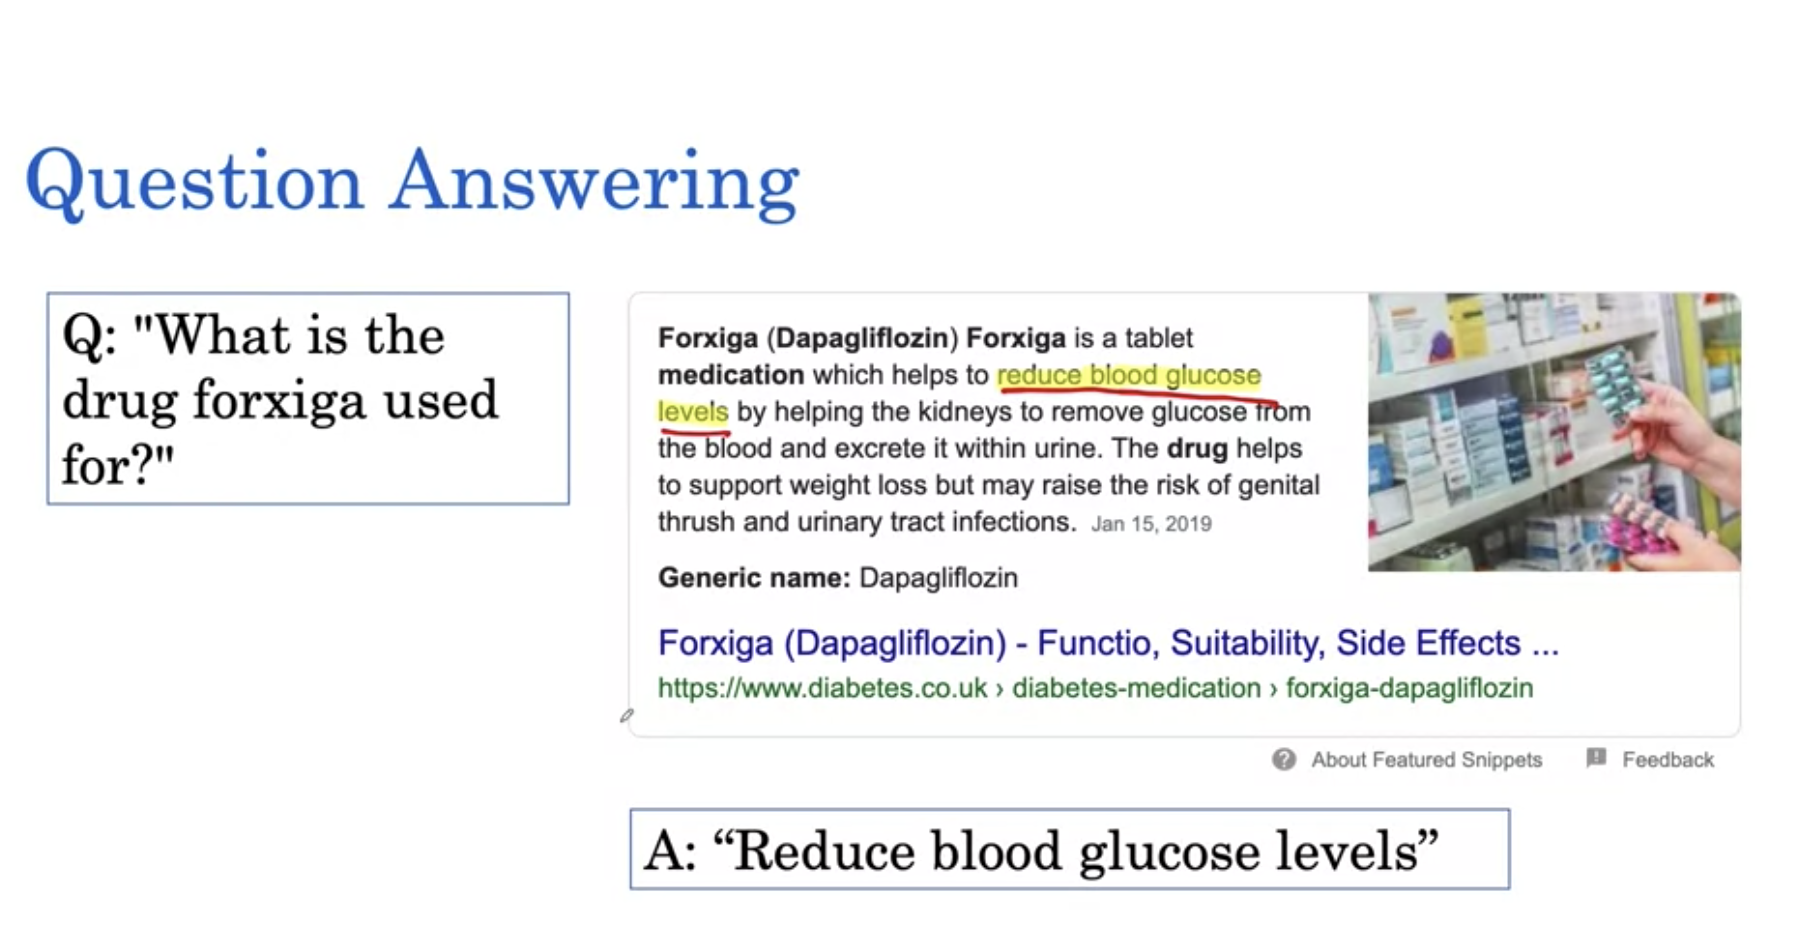 Question Answering
Q: "What is the
drug forxiga used
for?"
Forxiga (Dapagliflozin) Forxiga is a tablet
medication which helps to reduce blood glucose
levels by helping the kidneys to remove glucose from
the blood and excrete it within urine. The drug helps
to support weight loss but may raise the risk of genital
thrush and urinary tract infections. Jan 15, 2019
Generic name: Dapagliflozin
Forxiga (Dapagliflozin) - Functio, Suitability, Side Effects ...
https://www.diabetes.co.uk › diabetes-medication › forxiga-dapagliflozin
About Featured Snippets Feedback
A: “Reduce blood glucose levels”